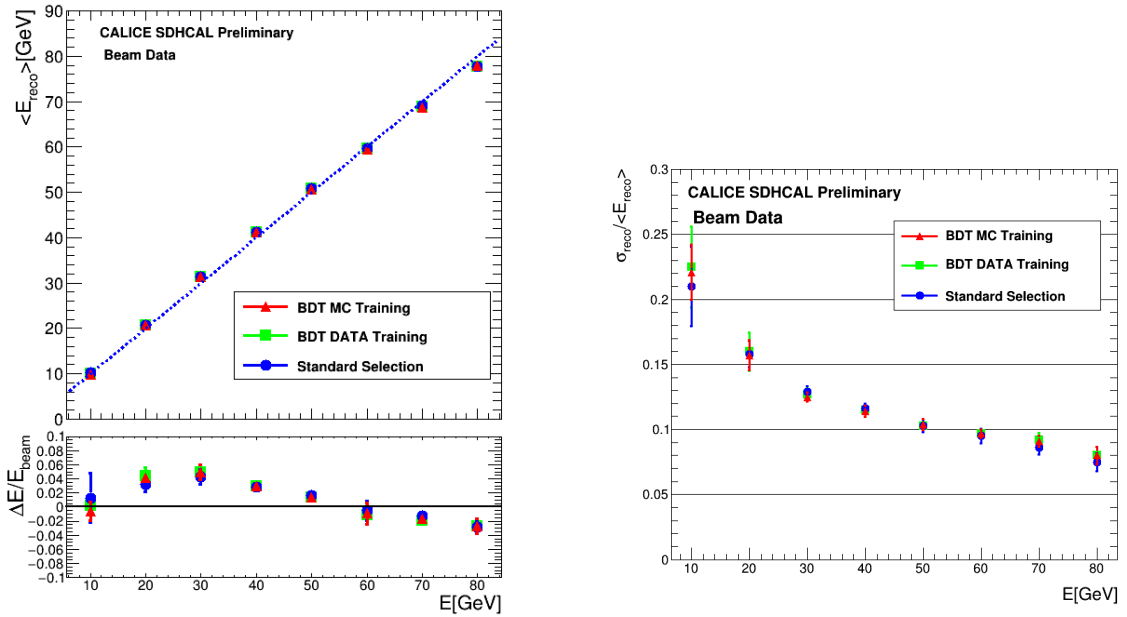 <E_reco>[GeV]
CALICE SDHCAL Preliminary
Beam Data
90
80
70
60
50
40
30
20
10
0
BDT MC Training
BDT DATA Training
Standard Selection
ΔE/E_beam
0.1
0.08
0.06
0.04
0.02
0
−0.02
−0.04
−0.06
−0.08
−0.1
10 20 30 40 50 60 70 80
E[GeV]
σ_reco/<E_reco>
0.3
0.25
0.2
0.15
0.1
0.05
0
CALICE SDHCAL Preliminary
Beam Data
BDT MC Training
BDT DATA Training
Standard Selection
10 20 30 40 50 60 70 80
E[GeV]